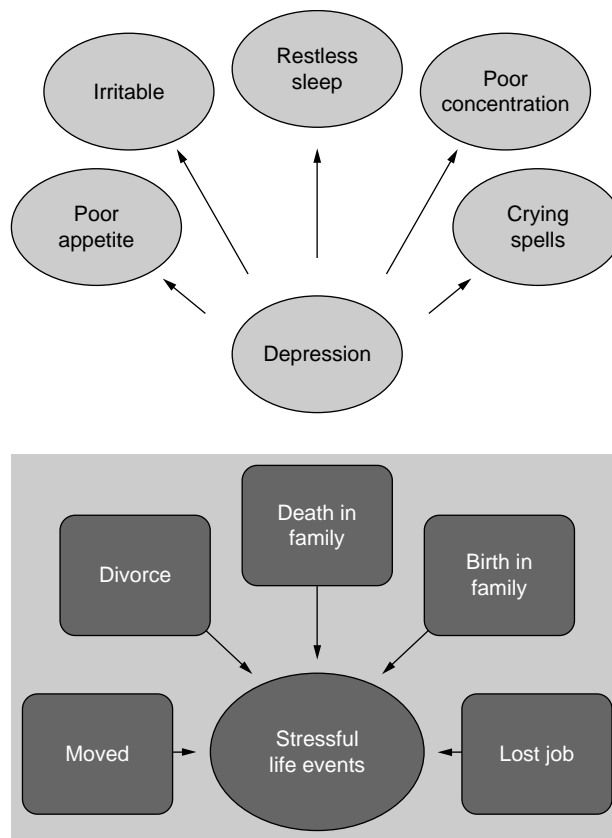 Restless
sleep
Irritable
Poor
concentration
Poor
appetite
Crying
spells
Depression
Death in
family
Divorce
Birth in
family
Moved
Stressful
life events
Lost job